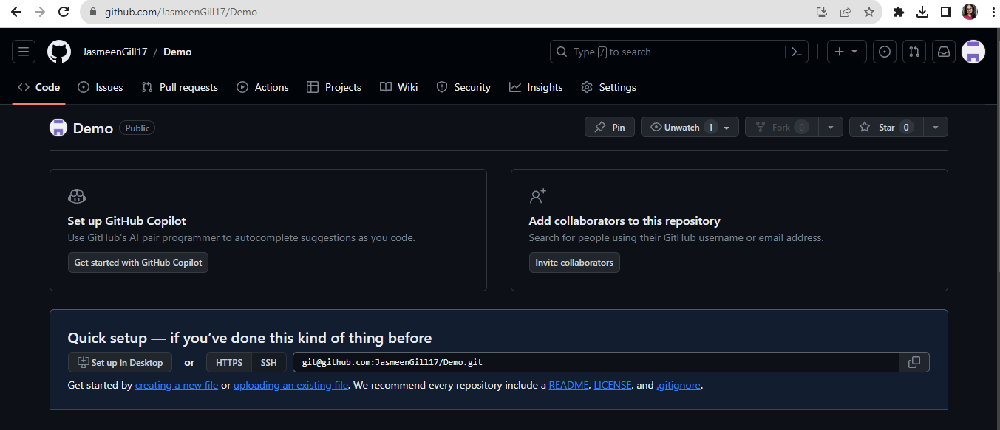 github.com/JasmeenGill17/Demo
JasmeenGill17 / Demo
Type / to search
Code Issues Pull requests Actions Projects Wiki Security Insights Settings
Demo Public
Pin Unwatch 1 Fork 0 Star 0
Set up GitHub Copilot
Use GitHub's AI pair programmer to autocomplete suggestions as you code.
Get started with GitHub Copilot
Add collaborators to this repository
Search for people using their GitHub username or email address.
Invite collaborators
Quick setup — if you’ve done this kind of thing before
Set up in Desktop or HTTPS SSH git@github.com:JasmeenGill17/Demo.git
Get started by creating a new file or uploading an existing file. We recommend every repository include a README, LICENSE, and .gitignore.